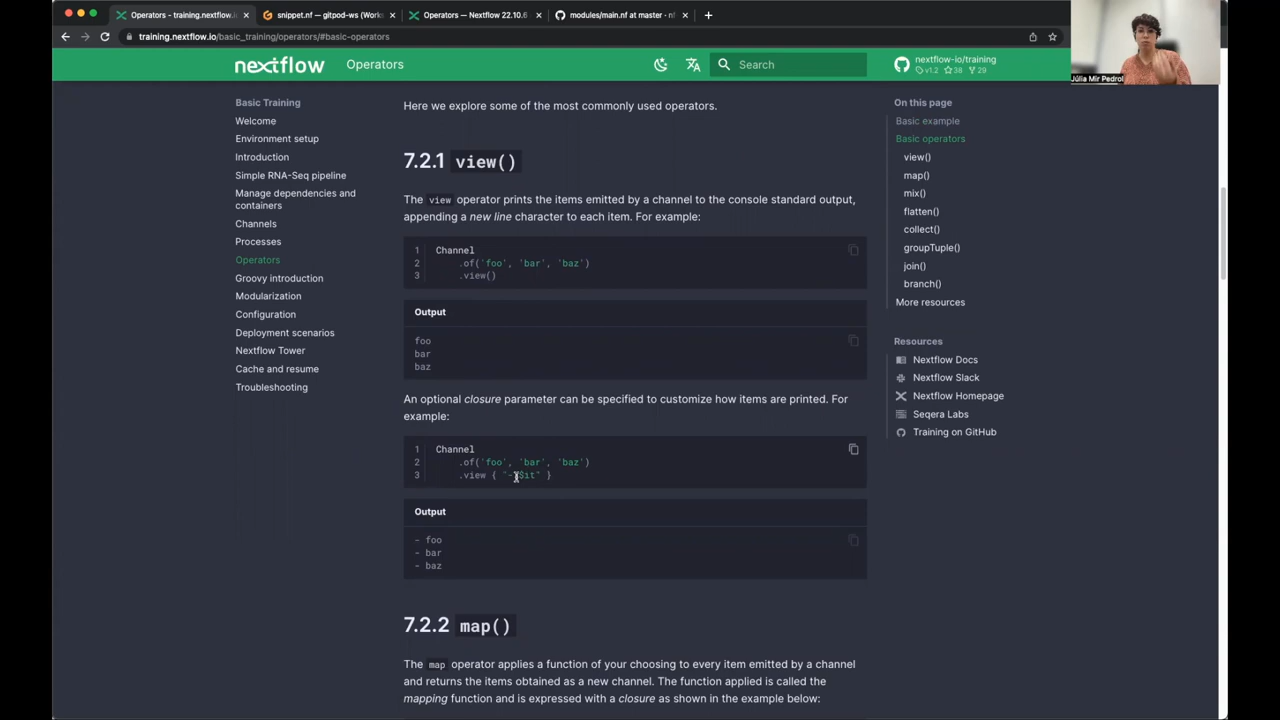 Operators - training.nextflow.io
snippet.nf — gitpod-ws (Works
Operators — Nextflow 22.10.6
modules/main.nf at master · nf
training.nextflow.io/basic_training/operators/#basic-operators
nextflow
Operators
Search
nextflow-io/training
v1.2 38 29
Júlia Mir Pedrol
Basic Training
Welcome
Environment setup
Introduction
Simple RNA-Seq pipeline
Manage dependencies and
containers
Channels
Processes
Operators
Groovy introduction
Modularization
Configuration
Deployment scenarios
Nextflow Tower
Cache and resume
Troubleshooting
Here we explore some of the most commonly used operators.
7.2.1 view()
The view operator prints the items emitted by a channel to the console standard output,
appending a new line character to each item. For example:
1 Channel
2 .of('foo', 'bar', 'baz')
3 .view()
Output
foo
bar
baz
An optional closure parameter can be specified to customize how items are printed. For
example:
1 Channel
2 .of('foo', 'bar', 'baz')
3 .view { "- $it" }
Output
- foo
- bar
- baz
7.2.2 map()
The map operator applies a function of your choosing to every item emitted by a channel
and returns the items obtained as a new channel. The function applied is called the
mapping function and is expressed with a closure as shown in the example below:
On this page
Basic example
Basic operators
view()
map()
mix()
flatten()
collect()
groupTuple()
join()
branch()
More resources
Resources
Nextflow Docs
Nextflow Slack
Nextflow Homepage
Seqera Labs
Training on GitHub